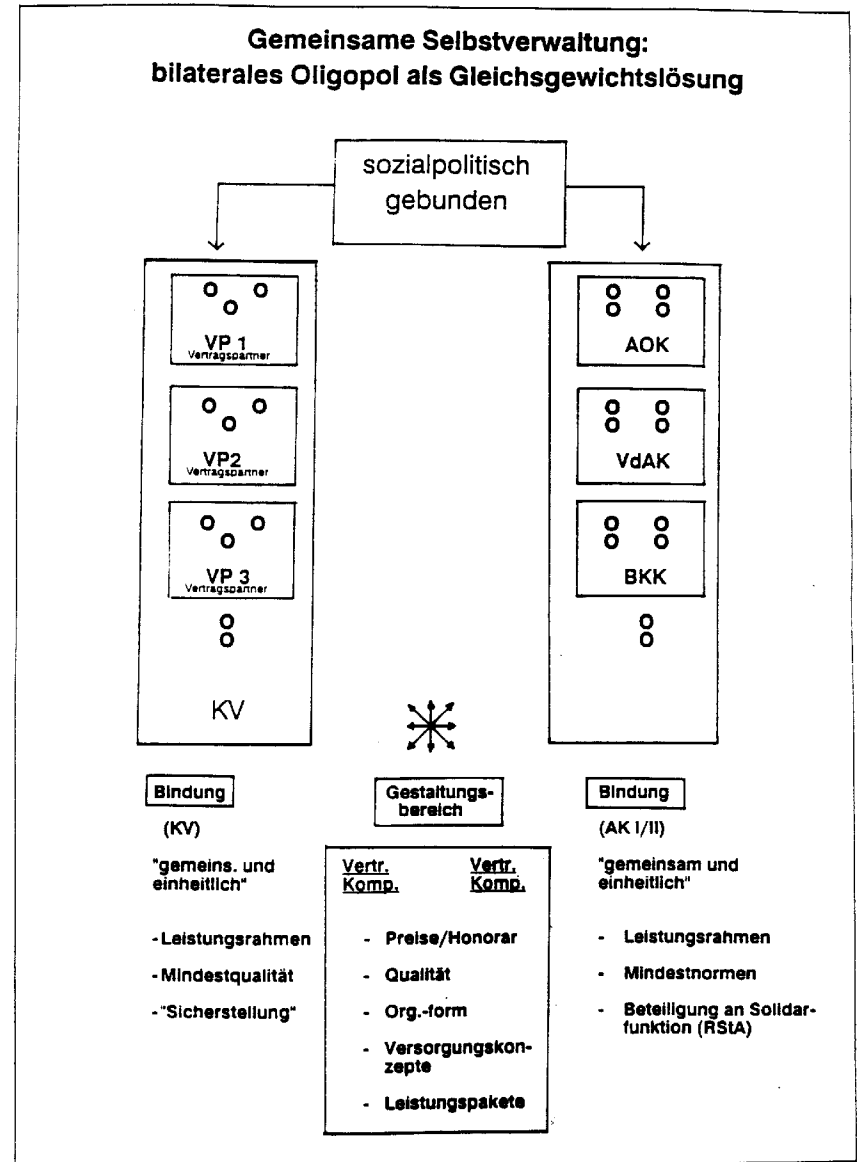 Gemeinsame Selbstverwaltung:
bilaterales Oligopol als Gleichsgewichtslösung
sozialpolitisch
gebunden
VP 1
Vertragspartner
VP2
Vertragspartner
VP 3
Vertragspartner
KV
AOK
VdAK
BKK
Bindung
(KV)
"gemeins. und
einheitlich"
- Leistungsrahmen
- Mindestqualität
- "Sicherstellung"
Gestaltungs-
bereich
Vertr. Vertr.
Komp. Komp.
- Preise/Honorar
- Qualität
- Org.-form
- Versorgungskon-
zepte
- Leistungspakete
Bindung
(AK I/II)
"gemeinsam und
einheitlich"
- Leistungsrahmen
- Mindestnormen
- Beteiligung an Solidar-
funktion (RStA)